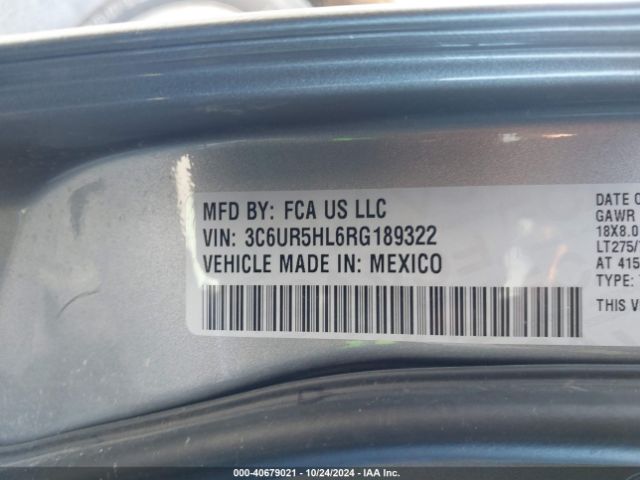 MFD BY: FCA US LLC
VIN: 3C6UR5HL6RG189322
VEHICLE MADE IN: MEXICO
DATE O
GAWR
18X8.0
LT275/
AT 415
TYPE:
THIS V
000-40679021 - 10/24/2024 - IAA Inc.